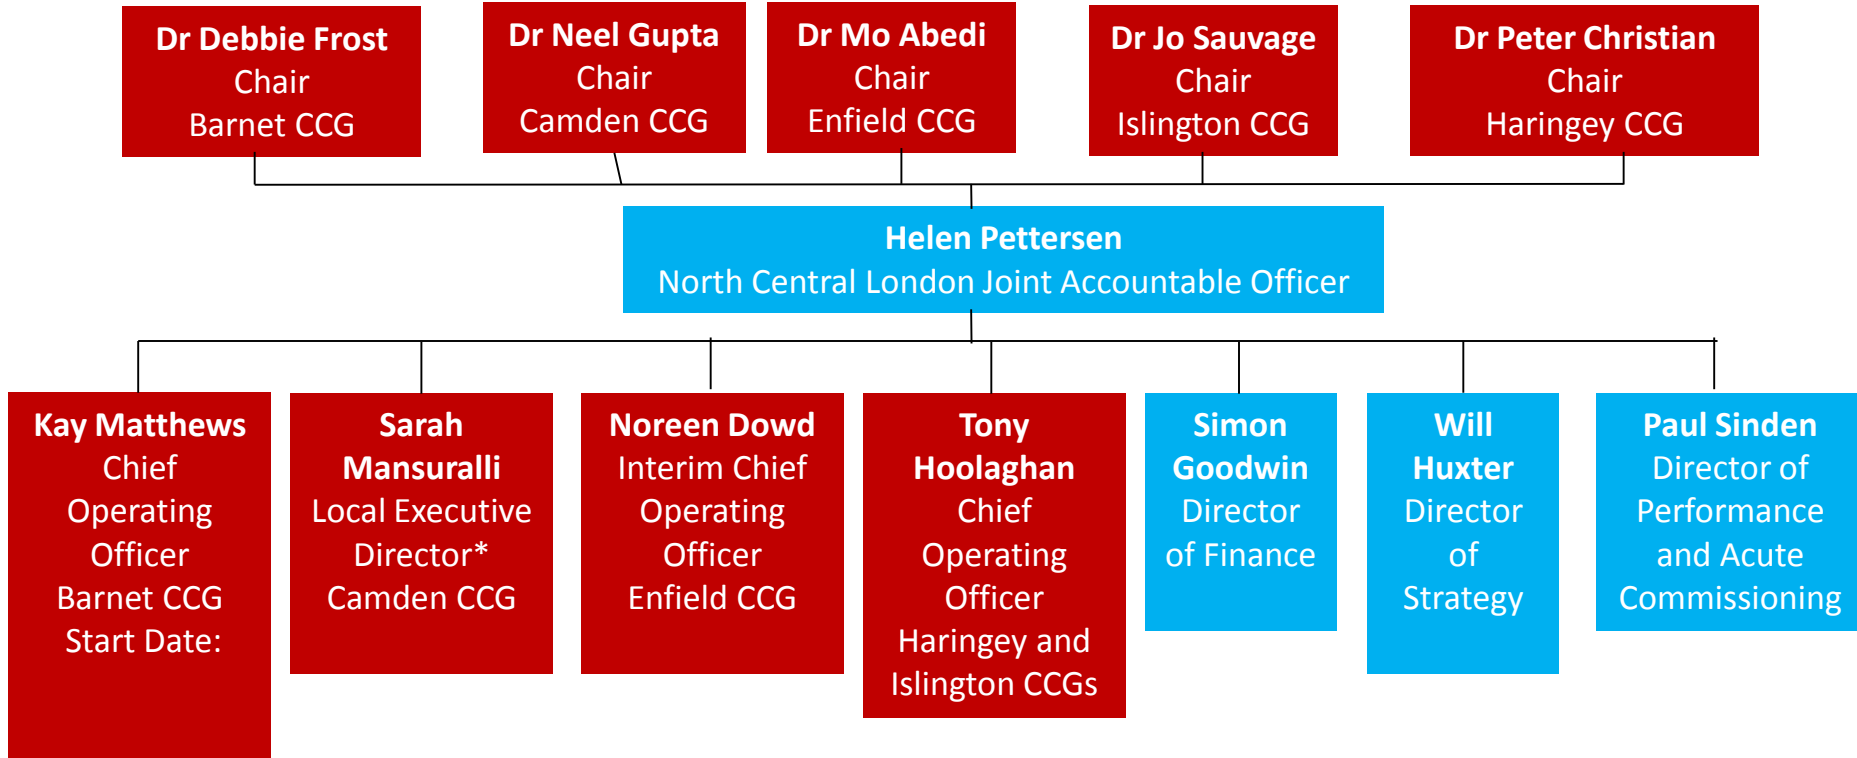 Dr Debbie Frost
Chair
Barnet CCG
Dr Neel Gupta
Chair
Camden CCG
Dr Mo Abedi
Chair
Enfield CCG
Dr Jo Sauvage
Chair
Islington CCG
Dr Peter Christian
Chair
Haringey CCG
Helen Pettersen
North Central London Joint Accountable Officer
Kay Matthews
Chief
Operating
Officer
Barnet CCG
Start Date:
Sarah
Mansuralli
Local Executive
Director*
Camden CCG
Noreen Dowd
Interim Chief
Operating
Officer
Enfield CCG
Tony
Hoolaghan
Chief
Operating
Officer
Haringey and
Islington CCGs
Simon
Goodwin
Director
of Finance
Will
Huxter
Director
of
Strategy
Paul Sinden
Director of
Performance
and Acute
Commissioning